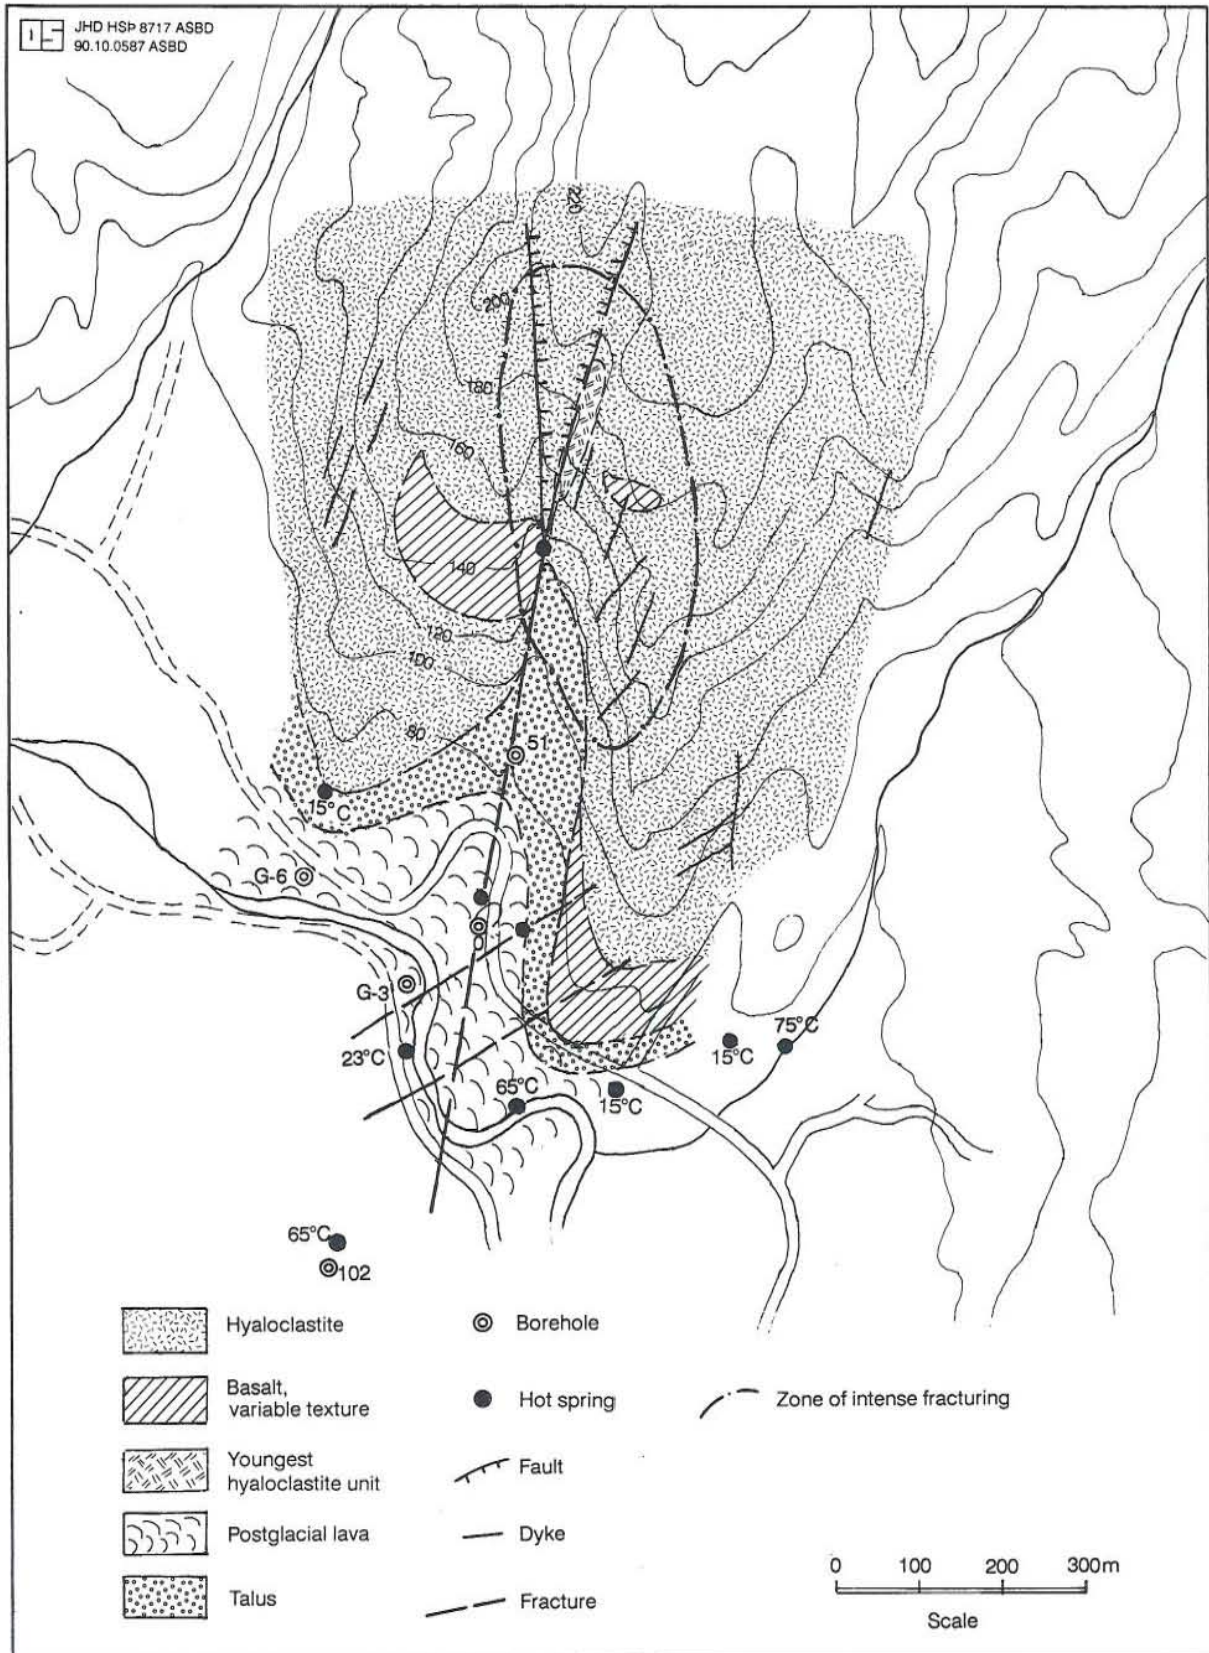 JHD HSÞ 8717 ASBD
90.10.0587 ASBD
220
200
180
160
140
120
100
80
51
15°C
G-6
G-3
23°C
65°C
15°C
15°C
75°C
65°C
102
Hyaloclastite
Basalt,
variable texture
Youngest
hyaloclastite unit
Postglacial lava
Talus
Borehole
Hot spring
Fault
Dyke
Fracture
Zone of intense fracturing
0 100 200 300m
Scale